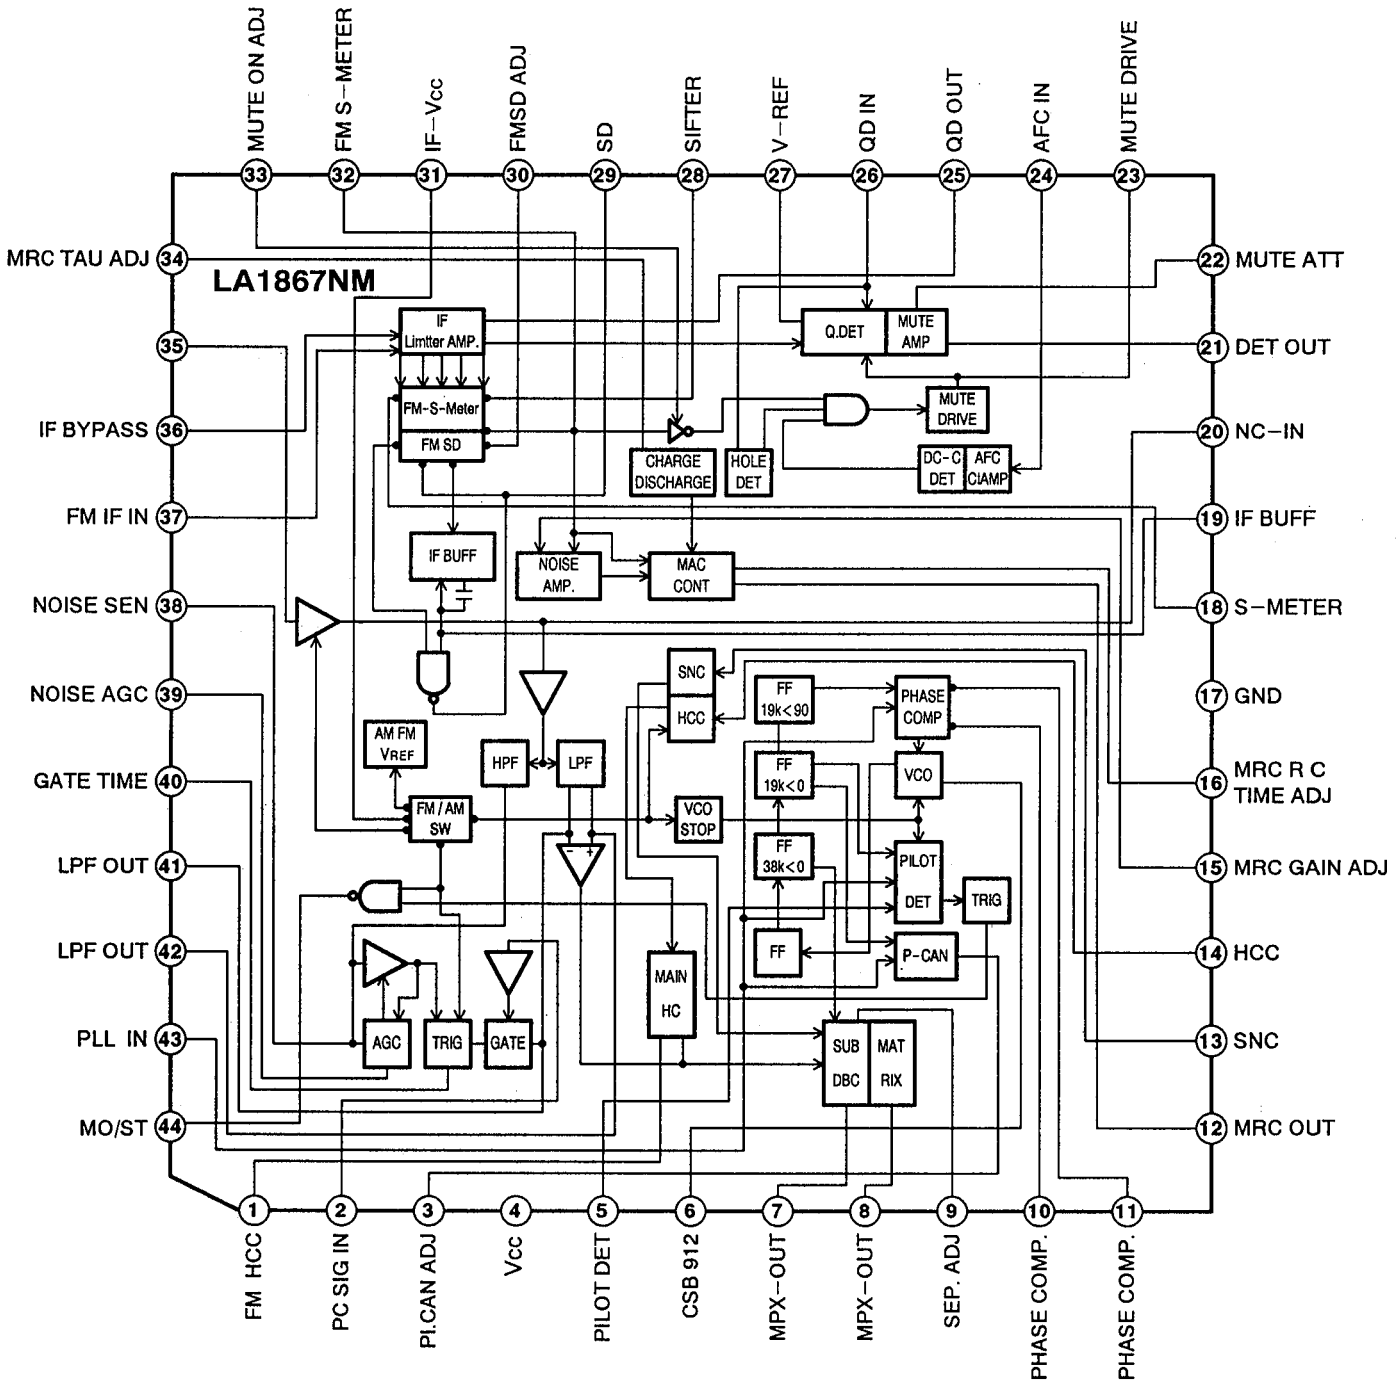 MUTE ON ADJ
FM S-METER
IF-Vcc
FMSD ADJ
SD
SIFTER
V-REF
QD IN
QD OUT
AFC IN
MUTE DRIVE
33
32
31
30
29
28
27
26
25
24
23
MRC TAU ADJ 34
LA1867NM
22 MUTE ATT
35
IF
Limtter AMP.
Q.DET
MUTE
AMP
21 DET OUT
IF BYPASS 36
FM-S-Meter
FM SD
MUTE
DRIVE
20 NC-IN
CHARGE
DISCHARGE
HOLE
DET
DC-C
DET
AFC
ClAMP
FM IF IN 37
19 IF BUFF
IF BUFF
NOISE
AMP.
MAC
CONT
NOISE SEN 38
18 S-METER
SNC
HCC
NOISE AGC 39
FF
19k<90
PHASE
COMP
17 GND
AM FM
VREF
HPF
LPF
FF
19k<0
VCO
GATE TIME 40
16 MRC R C
TIME ADJ
FM/AM
SW
VCO
STOP
- +
FF
38k<0
PILOT
DET
TRIG
LPF OUT 41
15 MRC GAIN ADJ
LPF OUT 42
FF
P-CAN
14 HCC
MAIN
HC
PLL IN 43
AGC
TRIG
GATE
SUB
DBC
MAT
RIX
13 SNC
MO/ST 44
12 MRC OUT
1
2
3
4
5
6
7
8
9
10
11
FM HCC
PC SIG IN
PI.CAN ADJ
Vcc
PILOT DET
CSB 912
MPX-OUT
MPX-OUT
SEP. ADJ
PHASE COMP.
PHASE COMP.